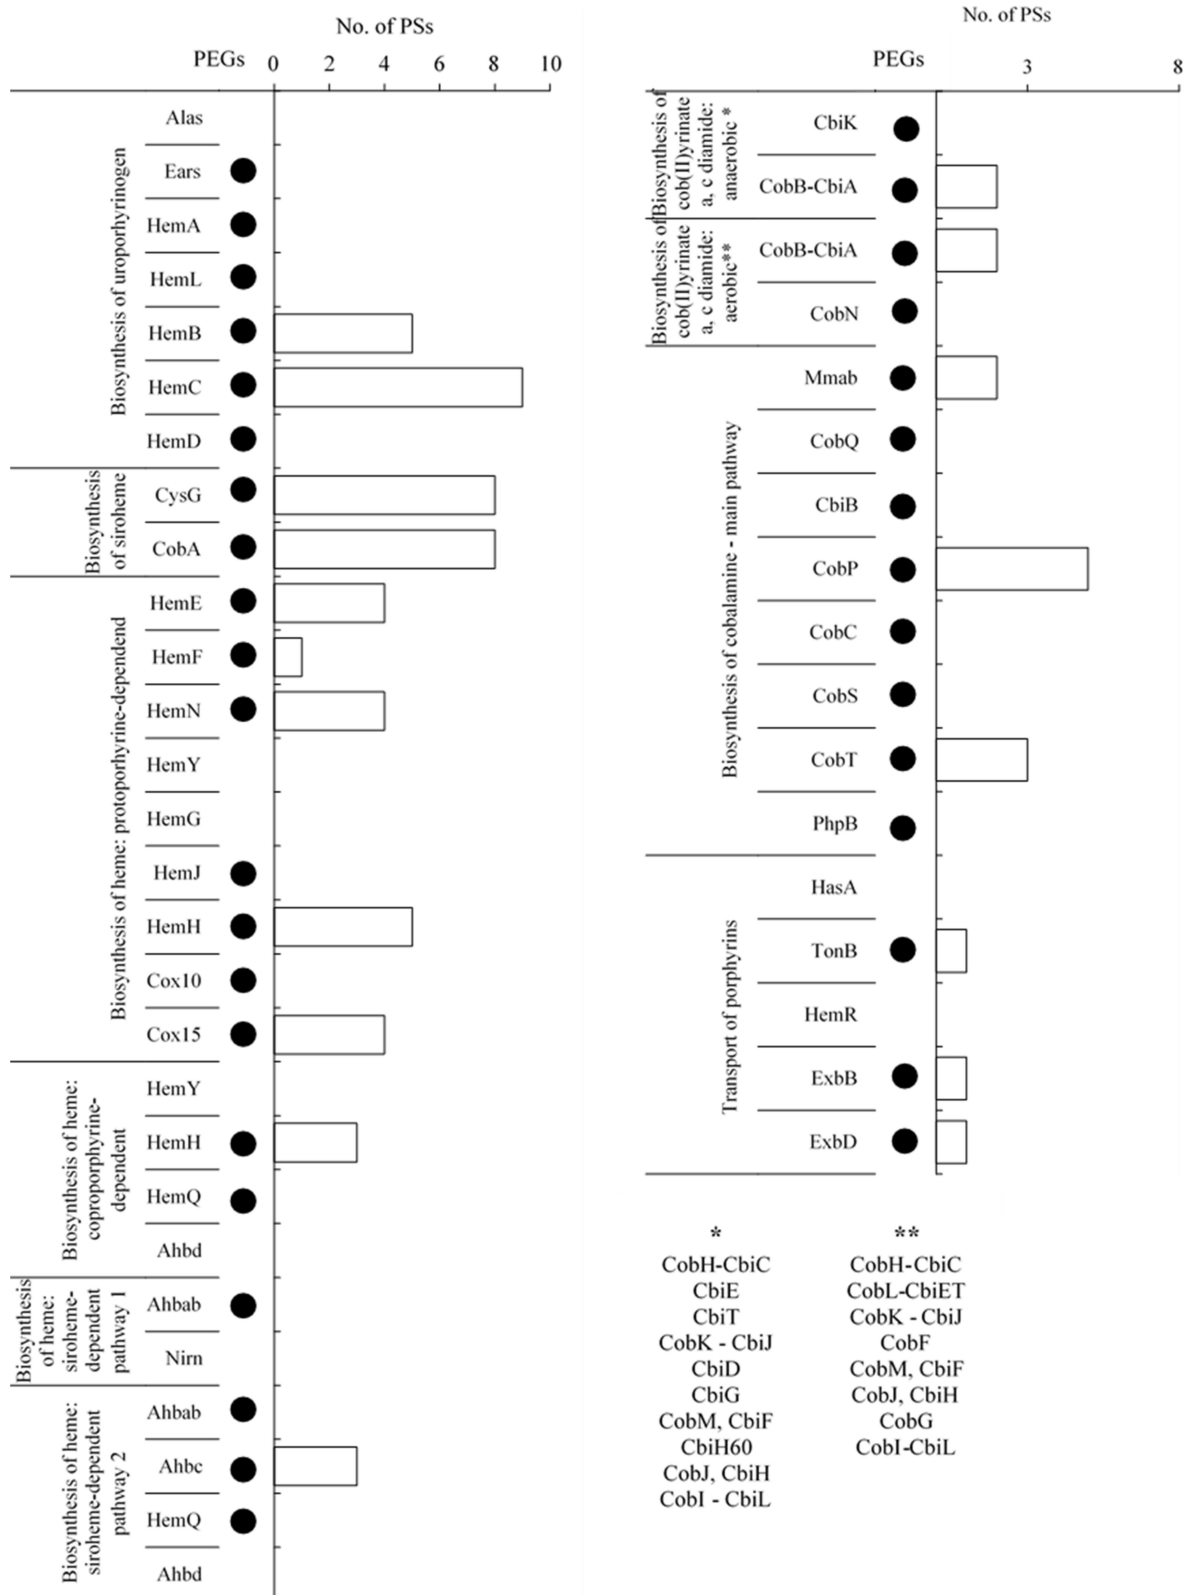 No. of PSs
PEGs 0 2 4 6 8 10
Biosynthesis of uroporhyrinogen
Alas
Ears
HemA
HemL
HemB
HemC
HemD
Biosynthesis
of siroheme
CysG
CobA
Biosynthesis of heme: protoporhyrine-dependend
HemE
HemF
HemN
HemY
HemG
HemJ
HemH
Cox10
Cox15
Biosynthesis of heme:
coproporphyrine-
dependent
HemY
HemH
HemQ
Ahbd
Biosynthesis
of heme:
siroheme-
dependent
pathway 1
Ahbab
Nirn
Biosynthesis of heme:
siroheme-dependent
pathway 2
Ahbab
Ahbc
HemQ
Ahbd
No. of PSs
PEGs 3 8
Biosynthesis of
cob(II)yrinate
a, c diamide:
anaerobic *
CbiK
CobB-CbiA
Biosynthesis of
cob(II)yrinate
a, c diamide:
aerobic**
CobB-CbiA
CobN
Biosynthesis of cobalamine - main pathway
Mmab
CobQ
CbiB
CobP
CobC
CobS
CobT
PhpB
Transport of porphyrins
HasA
TonB
HemR
ExbB
ExbD
*
CobH-CbiC
CbiE
CbiT
CobK - CbiJ
CbiD
CbiG
CobM, CbiF
CbiH60
CobJ, CbiH
CobI - CbiL
**
CobH-CbiC
CobL-CbiET
CobK - CbiJ
CobF
CobM, CbiF
CobJ, CbiH
CobG
CobI-CbiL